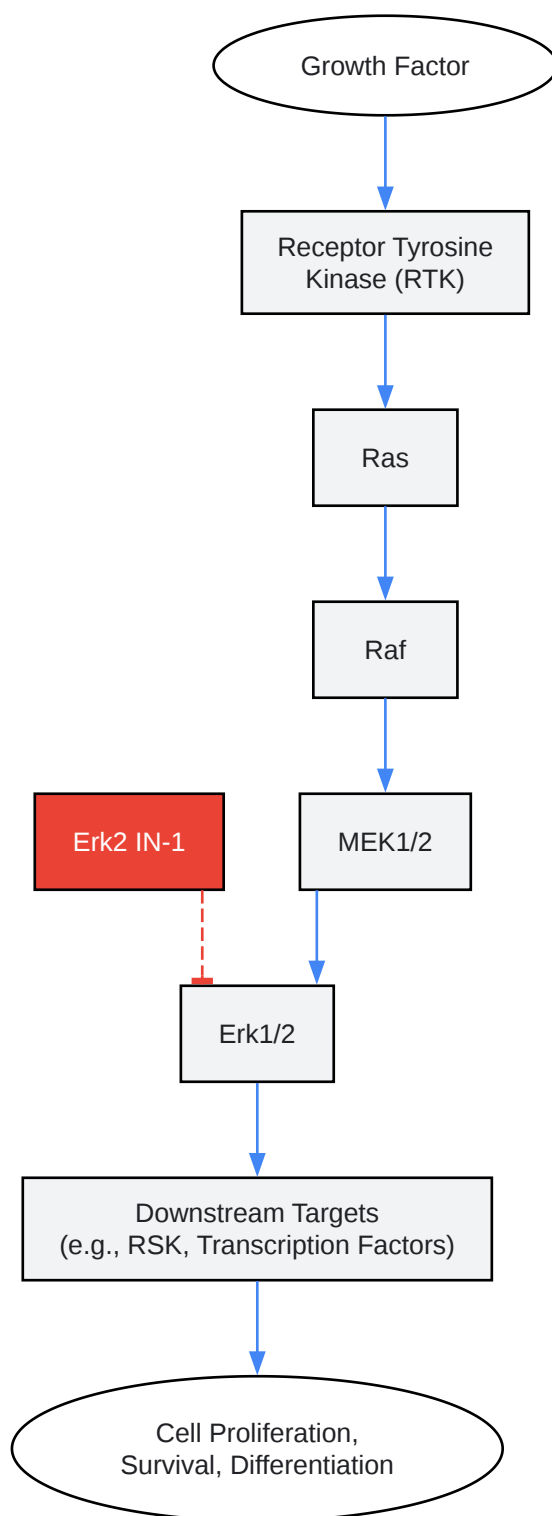 Growth Factor
Receptor Tyrosine
Kinase (RTK)
Ras
Raf
Erk2 IN-1
MEK1/2
Erk1/2
Downstream Targets
(e.g., RSK, Transcription Factors)
Cell Proliferation,
Survival, Differentiation